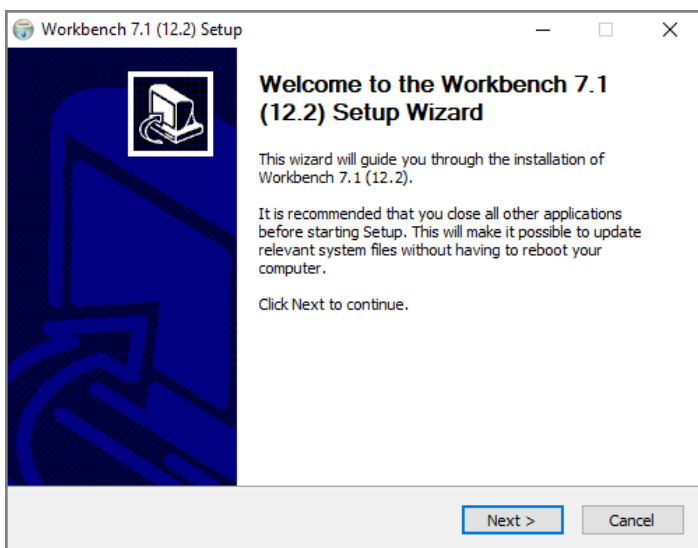 Workbench 7.1 (12.2) Setup
Welcome to the Workbench 7.1
(12.2) Setup Wizard
This wizard will guide you through the installation of
Workbench 7.1 (12.2).
It is recommended that you close all other applications
before starting Setup. This will make it possible to update
relevant system files without having to reboot your
computer.
Click Next to continue.
Next >
Cancel